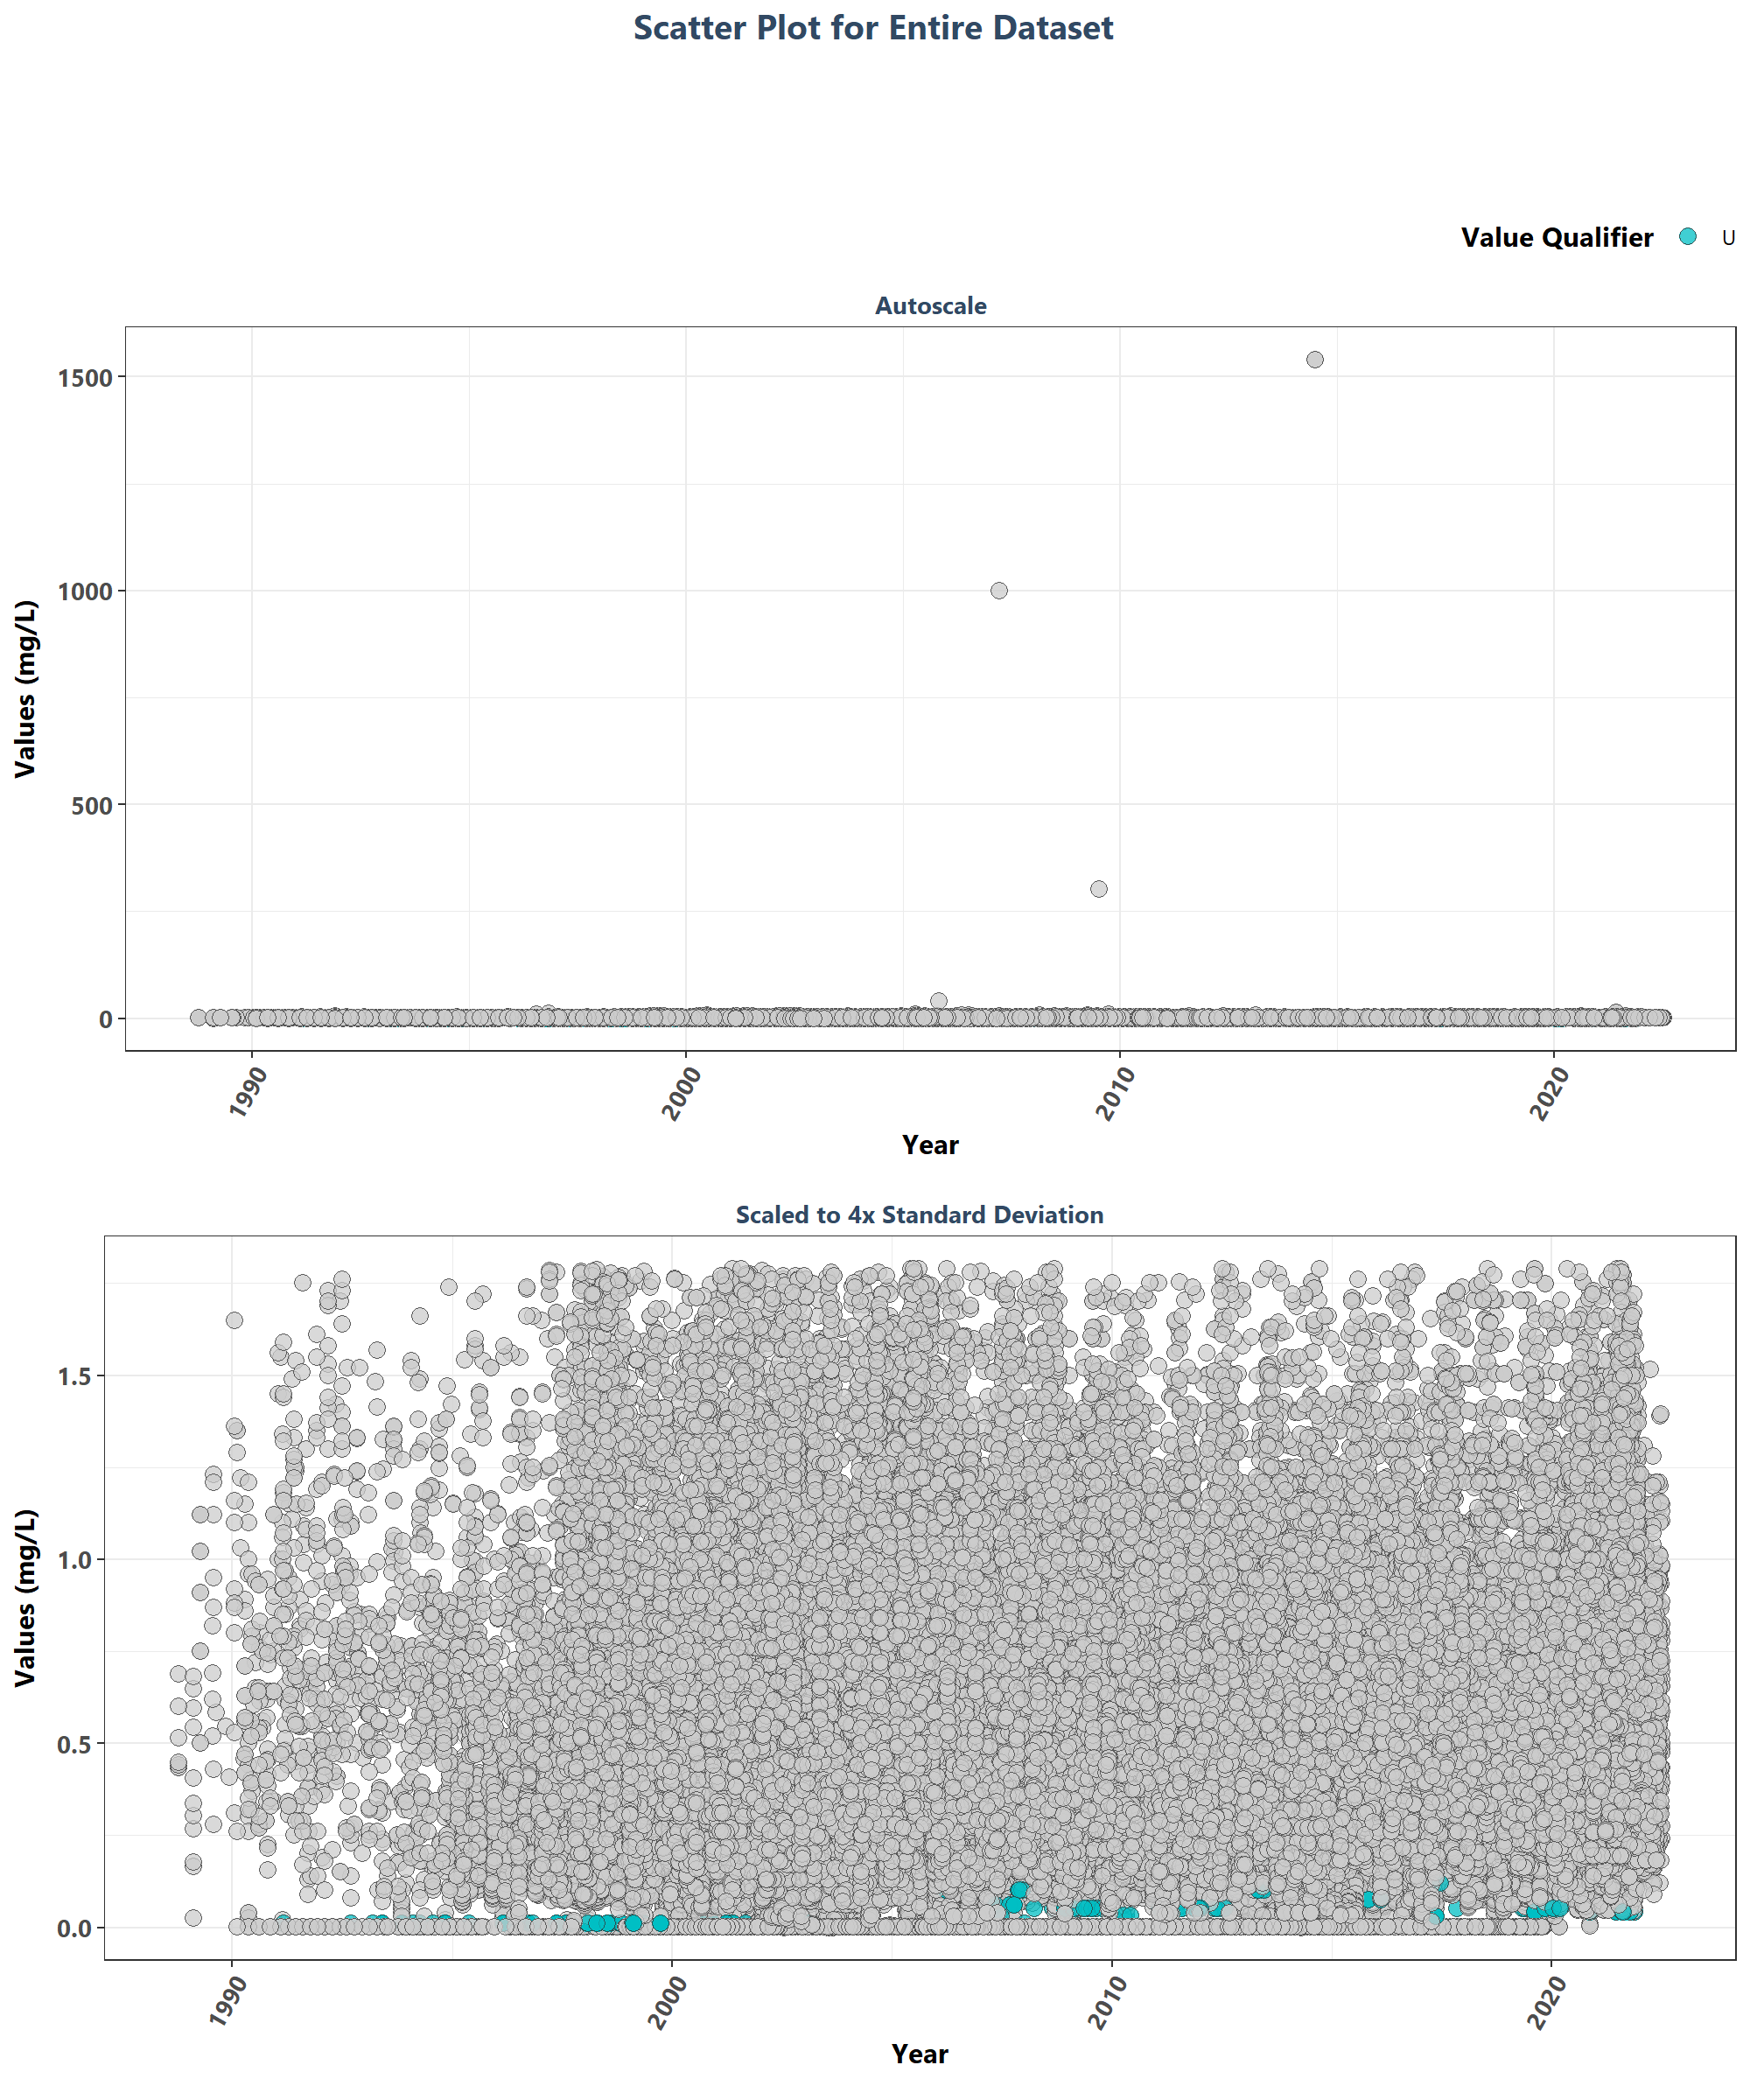 Scatter Plot for Entire Dataset
Value Qualifier U
Autoscale
1500
1000
500
0
Values (mg/L)
1990 2000 2010 2020
Year
Scaled to 4x Standard Deviation
1.5
1.0
0.5
0.0
Values (mg/L)
1990 2000 2010 2020
Year